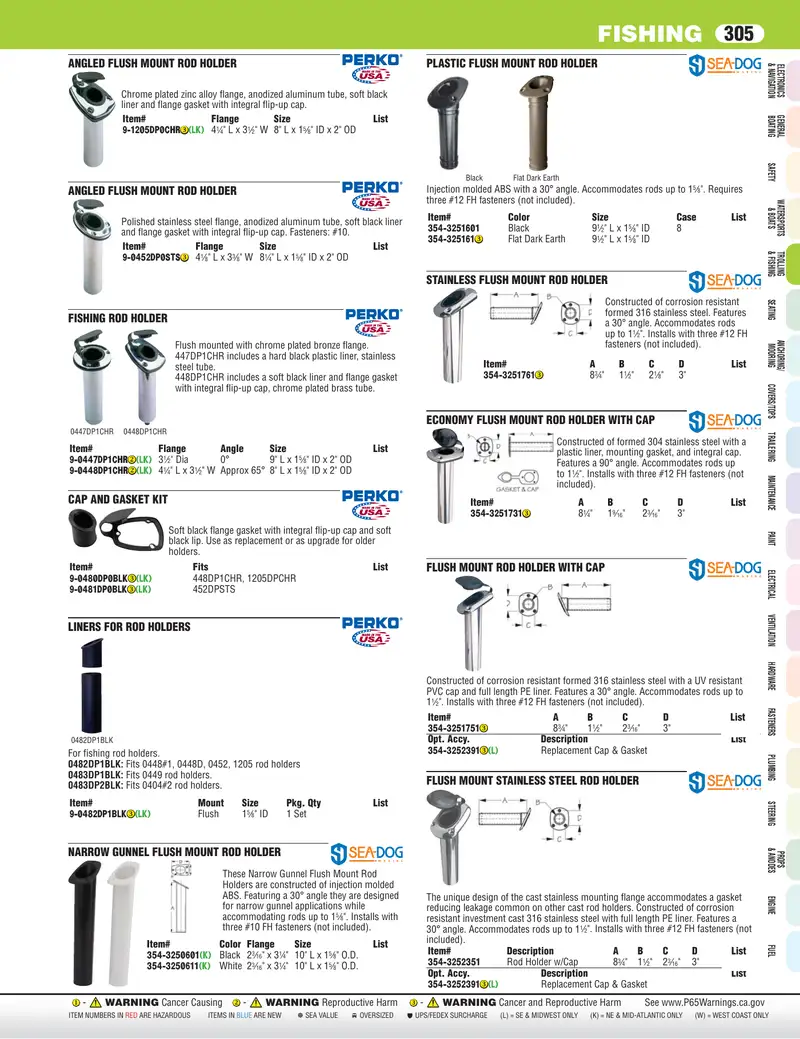 FISHING 305
ANGLED FLUSH MOUNT ROD HOLDER
PERKO
MADE IN
USA
Chrome plated zinc alloy flange, anodized aluminum tube, soft black
liner and flange gasket with integral flip-up cap.
Item# Flange Size List
9-1205DP0CHR③(LK) 4¼" L x 3½" W 8" L x 1⅝" ID x 2" OD
ANGLED FLUSH MOUNT ROD HOLDER
PERKO
MADE IN
USA
Polished stainless steel flange, anodized aluminum tube, soft black liner
and flange gasket with integral flip-up cap. Fasteners: #10.
Item# Flange Size List
9-0452DP0STS③ 4⅛" L x 3⅜" W 8¼" L x 1⅝" ID x 2" OD
FISHING ROD HOLDER
PERKO
MADE IN
USA
Flush mounted with chrome plated bronze flange.
447DP1CHR includes a hard black plastic liner, stainless
steel tube.
448DP1CHR includes a soft black liner and flange gasket
with integral flip-up cap, chrome plated brass tube.
0447DP1CHR 0448DP1CHR
Item# Flange Angle Size List
9-0447DP1CHR②(LK) 3½" Dia 0° 9" L x 1⅝" ID x 2" OD
9-0448DP1CHR②(LK) 4¼" L x 3½" W Approx 65° 8" L x 1⅝" ID x 2" OD
CAP AND GASKET KIT
PERKO
MADE IN
USA
Soft black flange gasket with integral flip-up cap and soft
black lip. Use as replacement or as upgrade for older
holders.
Item# Fits List
9-0480DP0BLK③(LK) 448DP1CHR, 1205DPCHR
9-0481DP0BLK③(LK) 452DPSTS
LINERS FOR ROD HOLDERS
PERKO
MADE IN
USA
0482DP1BLK
For fishing rod holders.
0482DP1BLK: Fits 0448#1, 0448D, 0452, 1205 rod holders
0483DP1BLK: Fits 0449 rod holders.
0483DP2BLK: Fits 0404#2 rod holders.
Item# Mount Size Pkg. Qty List
9-0482DP1BLK③(LK) Flush 1⅝" ID 1 Set
NARROW GUNNEL FLUSH MOUNT ROD HOLDER
SEA-DOG
These Narrow Gunnel Flush Mount Rod
Holders are constructed of injection molded
ABS. Featuring a 30° angle they are designed
for narrow gunnel applications while
accommodating rods up to 1⅝". Installs with
three #10 FH fasteners (not included).
A
Item# Color Flange Size List
354-3250601(K) Black 2⁵⁄₁₆" x 3¼" 10" L x 1⅝" O.D.
354-3250611(K) White 2⁵⁄₁₆" x 3¼" 10" L x 1⅝" O.D.
PLASTIC FLUSH MOUNT ROD HOLDER
SEA-DOG
Black Flat Dark Earth
Injection molded ABS with a 30° angle. Accommodates rods up to 1⅝". Requires
three #12 FH fasteners (not included).
Item# Color Size Case List
354-3251601 Black 9½" L x 1⅝" ID 8
354-325161③ Flat Dark Earth 9½" L x 1⅝" ID
STAINLESS FLUSH MOUNT ROD HOLDER
SEA-DOG
A B C D
Constructed of corrosion resistant
formed 316 stainless steel. Features
a 30° angle. Accommodates rods
up to 1½". Installs with three #12 FH
fasteners (not included).
Item# A B C D List
354-3251761③ 8¾" 1½" 2⅛" 3"
ECONOMY FLUSH MOUNT ROD HOLDER WITH CAP
SEA-DOG
B A D C
GASKET & CAP
Constructed of formed 304 stainless steel with a
plastic liner, mounting gasket, and integral cap.
Features a 90° angle. Accommodates rods up
to 1½". Installs with three #12 FH fasteners (not
included).
Item# A B C D List
354-3251731③ 8¼" 1⁹⁄₁₆" 2³⁄₁₆" 3"
FLUSH MOUNT ROD HOLDER WITH CAP
SEA-DOG
B A D C
Constructed of corrosion resistant formed 316 stainless steel with a UV resistant
PVC cap and full length PE liner. Features a 30° angle. Accommodates rods up to
1½". Installs with three #12 FH fasteners (not included).
Item# A B C D List
354-3251751③ 8¾" 1½" 2⁵⁄₁₆" 3"
Opt. Accy. Description List
354-3252391③(L) Replacement Cap & Gasket
FLUSH MOUNT STAINLESS STEEL ROD HOLDER
SEA-DOG
A B D C
The unique design of the cast stainless mounting flange accommodates a gasket
reducing leakage common on other cast rod holders. Constructed of corrosion
resistant investment cast 316 stainless steel with full length PE liner. Features a
30° angle. Accommodates rods up to 1½". Installs with three #12 FH fasteners (not
included).
Item# Description A B C D List
354-3252351 Rod Holder w/Cap 8¾" 1½" 2⁵⁄₁₆" 3"
Opt. Accy. Description List
354-3252391③(L) Replacement Cap & Gasket
ELECTRONICS
& NAVIGATION
GENERAL
BOATING
SAFETY
WATERSPORTS
& BOATS
TROLLING
& FISHING
SEATING
ANCHORING/
MOORING
COVERS/TOPS
TRAILERING
MAINTENANCE
PAINT
ELECTRICAL
VENTILATION
HARDWARE
FASTENERS
PLUMBING
STEERING
PROPS
& ANODES
ENGINE
FUEL
① - WARNING Cancer Causing ② - WARNING Reproductive Harm ③ - WARNING Cancer and Reproductive Harm See www.P65Warnings.ca.gov
ITEM NUMBERS IN RED ARE HAZARDOUS ITEMS IN BLUE ARE NEW SEA VALUE OVERSIZED UPS/FEDEX SURCHARGE (L) = SE & MIDWEST ONLY (K) = NE & MID-ATLANTIC ONLY (W) = WEST COAST ONLY